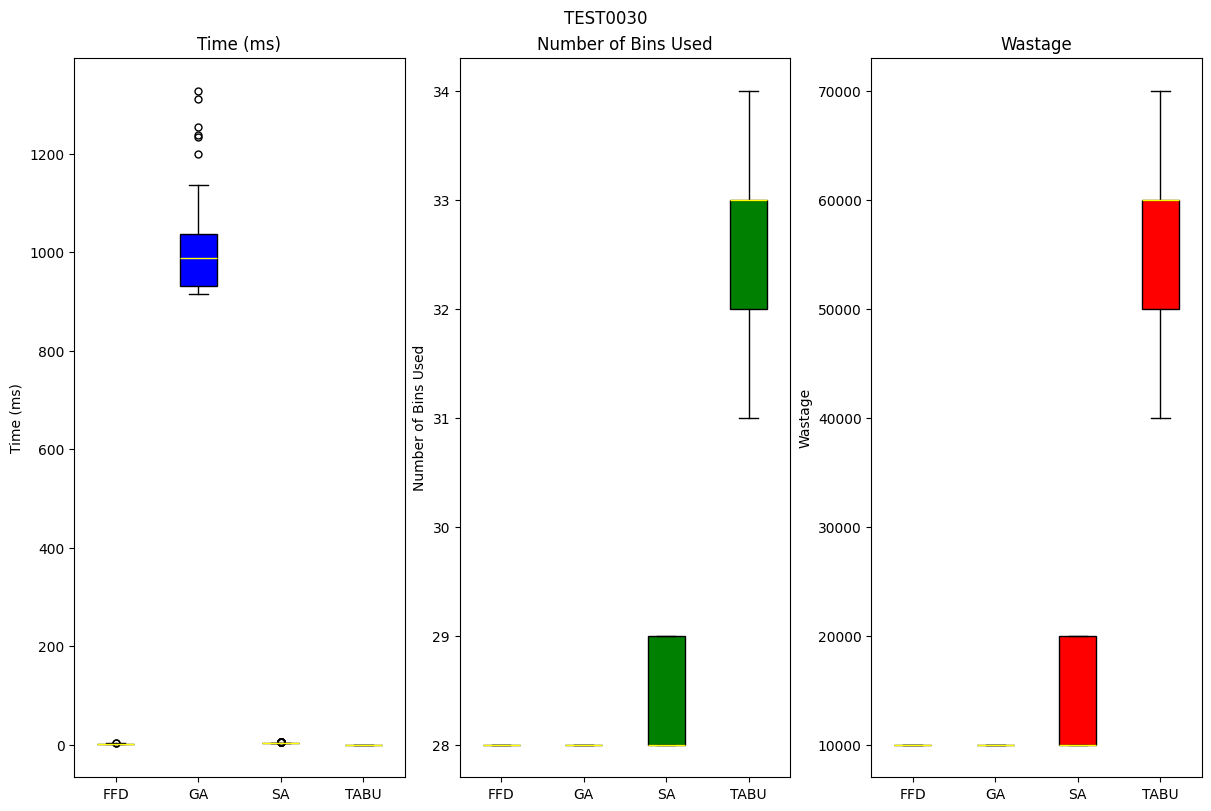 TEST0030
Time (ms)
Time (ms)
1200
1000
800
600
400
200
0
FFD GA SA TABU
Number of Bins Used
Number of Bins Used
34
33
32
31
30
29
28
FFD GA SA TABU
Wastage
Wastage
70000
60000
50000
40000
30000
20000
10000
FFD GA SA TABU